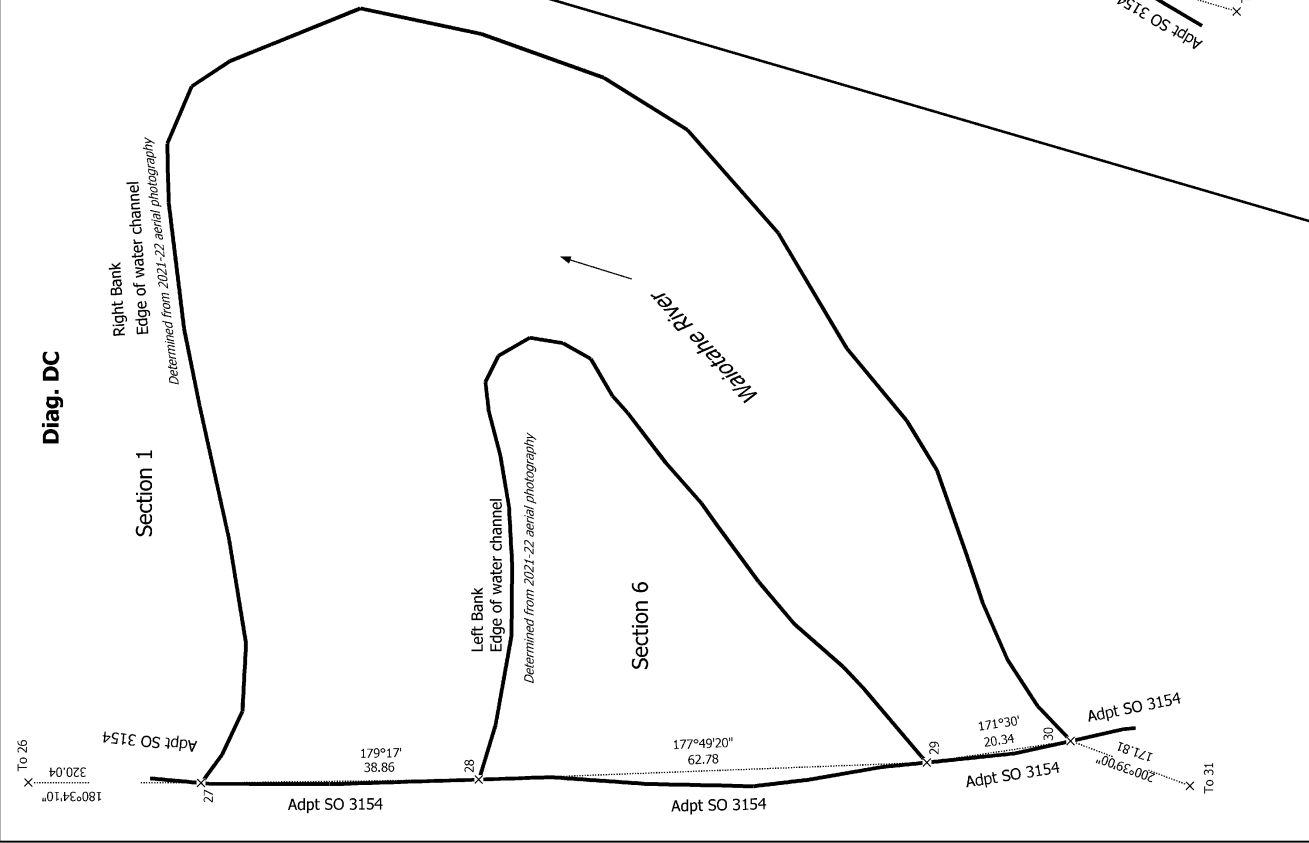 Adpt SO 3154
Diag. DC
Right Bank
Edge of water channel
Determined from 2021-22 aerial photography
Waiotahe River
Section 1
Left Bank
Edge of water channel
Determined from 2021-22 aerial photography
Section 6
To 26
320.04
180°34'10"
Adpt SO 3154
27
179°17'
38.86
Adpt SO 3154
28
177°49'20"
62.78
Adpt SO 3154
29
171°30'
20.34
Adpt SO 3154
30
Adpt SO 3154
171.81
200°39'00"
To 31